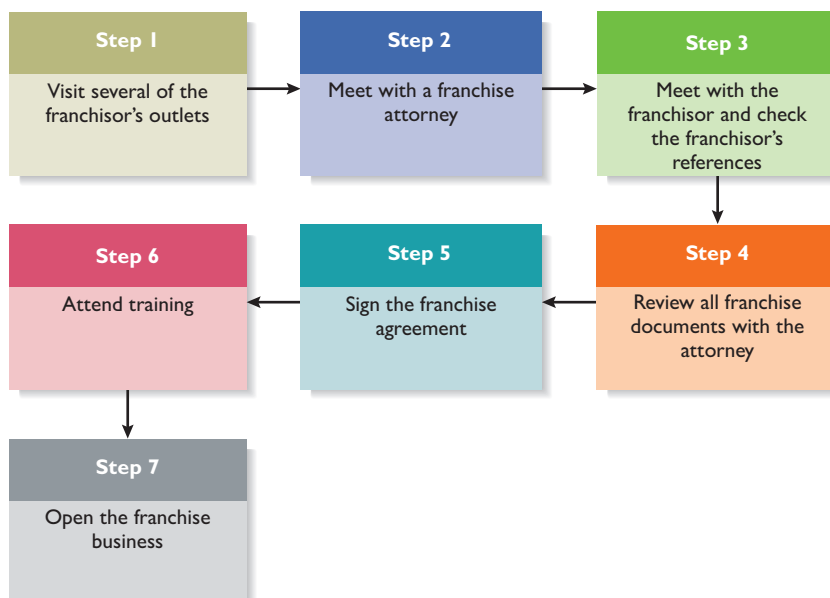 Step 1
Visit several of the
franchisor's outlets
Step 2
Meet with a franchise
attorney
Step 3
Meet with the
franchisor and check
the franchisor's
references
Step 4
Review all franchise
documents with the
attorney
Step 5
Sign the franchise
agreement
Step 6
Attend training
Step 7
Open the franchise
business